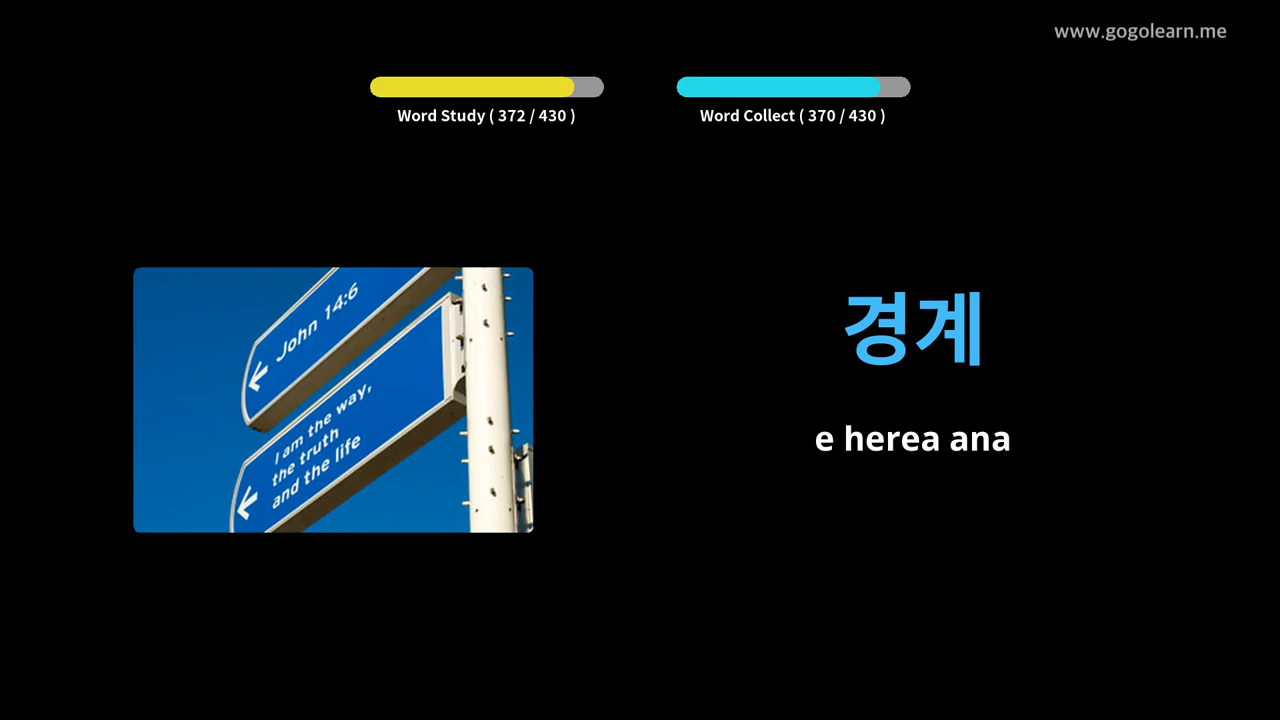 www.gogolearn.me
Word Study ( 372 / 430 )
Word Collect ( 370 / 430 )
John 14:6
I am the way,
the truth
and the life
경계
e herea ana